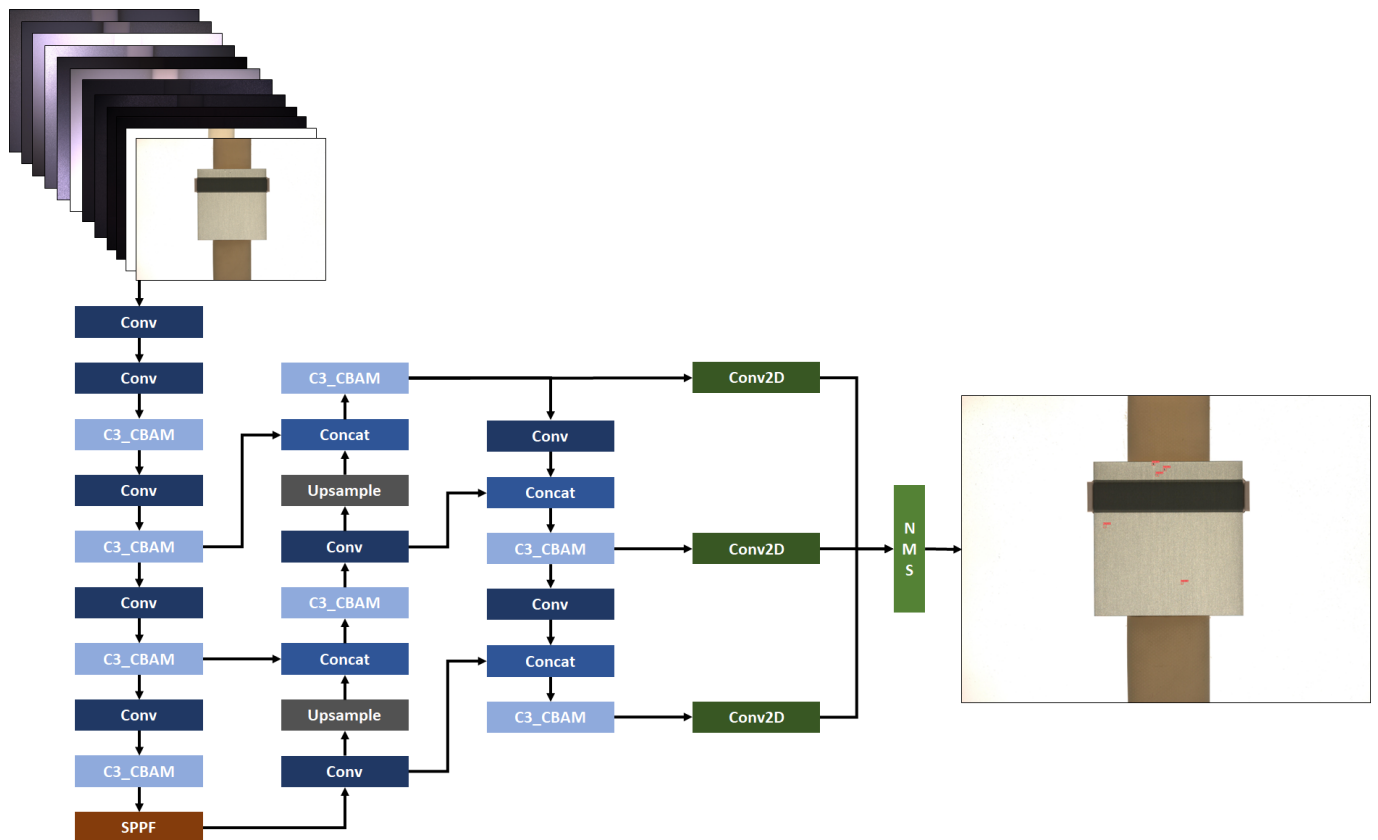 Conv
Conv
C3_CBAM
Conv
C3_CBAM
Conv
C3_CBAM
Conv
C3_CBAM
SPPF
C3_CBAM
Concat
Upsample
Conv
C3_CBAM
Concat
Upsample
Conv
Conv
Concat
C3_CBAM
Conv
Concat
C3_CBAM
Conv2D
Conv2D
Conv2D
N
M
S